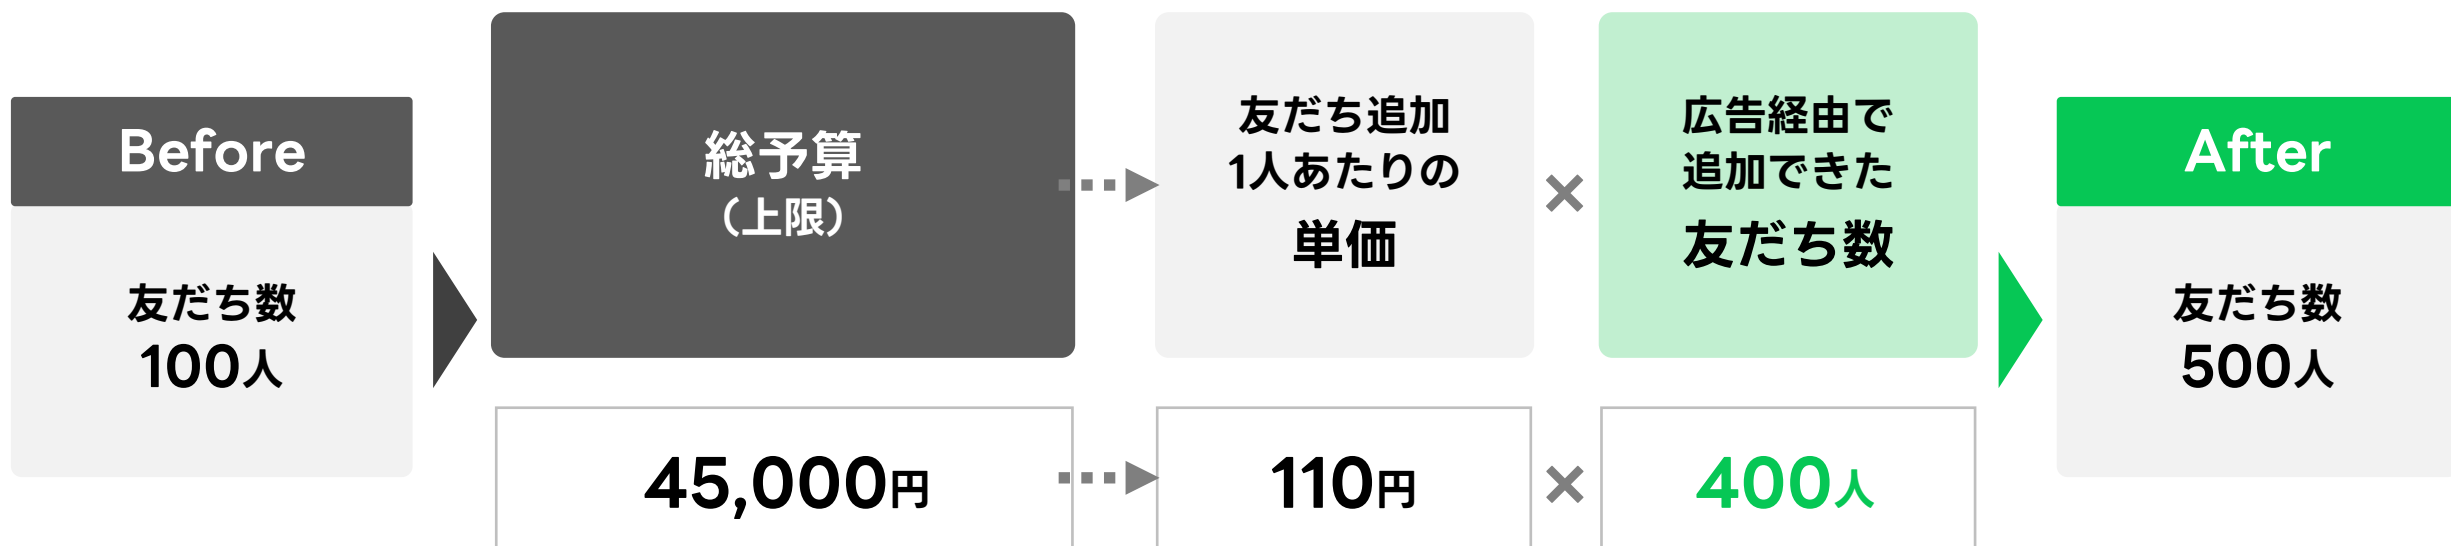 Before
友だち数
100人
総予算
（上限）
友だち追加
1人あたりの
単価
×
広告経由で
追加できた
友だち数
After
友だち数
500人
45,000円
110円
×
400人